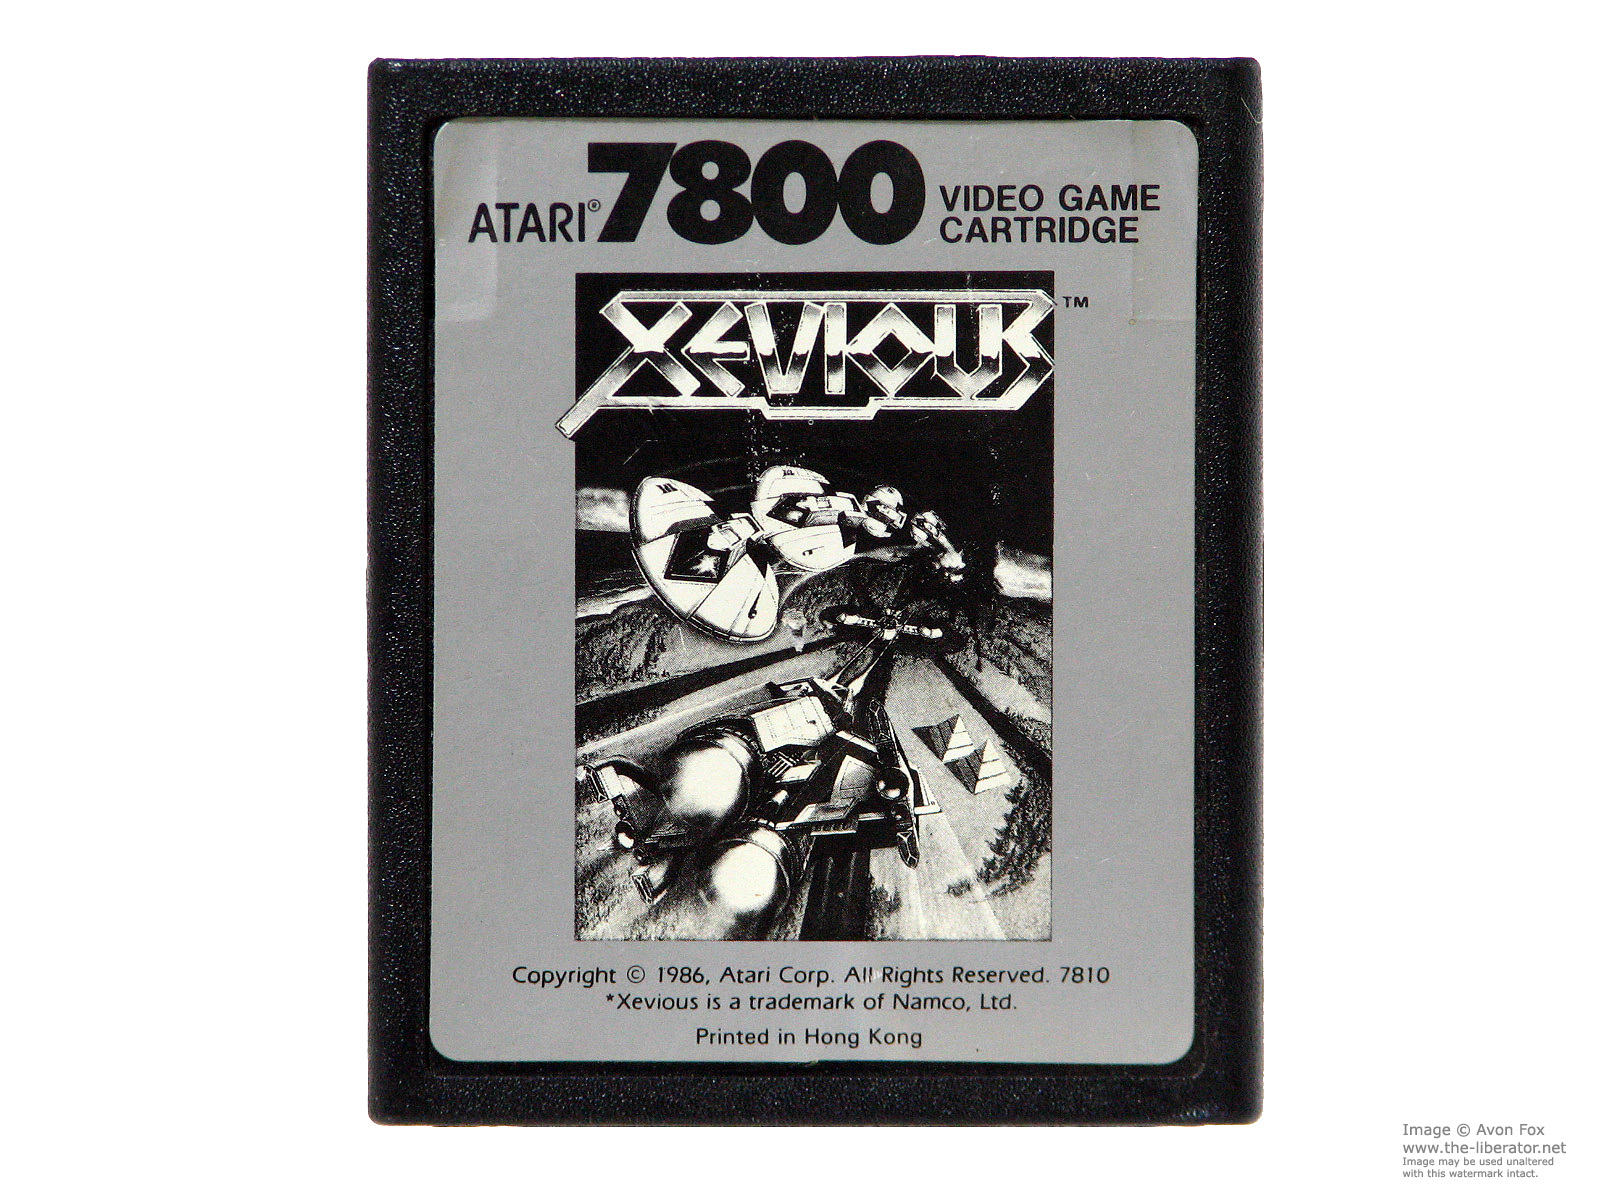 ATARI® 7800 VIDEO GAME
CARTRIDGE
XEVIOUS™
Copyright © 1986, Atari Corp. All Rights Reserved. 7810
*Xevious is a trademark of Namco, Ltd.
Printed in Hong Kong
Image © Avon Fox
www.the-liberator.net
Image may be used unaltered
with this watermark intact.